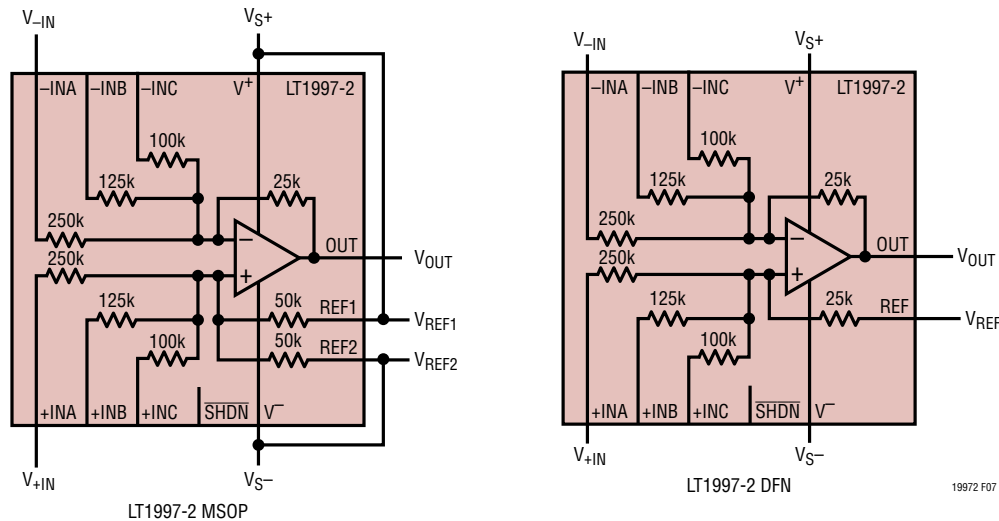 V–IN
VS+
–INA
–INB
–INC
V+
LT1997-2
100k
125k
25k
250k
–
OUT
VOUT
250k
+
125k
50k
REF1
VREF1
100k
50k
REF2
VREF2
+INA
+INB
+INC
SHDN
V–
V+IN
VS–
LT1997-2 MSOP
V–IN
VS+
–INA
–INB
–INC
V+
LT1997-2
100k
125k
25k
250k
–
OUT
VOUT
250k
+
125k
25k
REF
VREF
100k
+INA
+INB
+INC
SHDN
V–
V+IN
VS–
LT1997-2 DFN
19972 F07